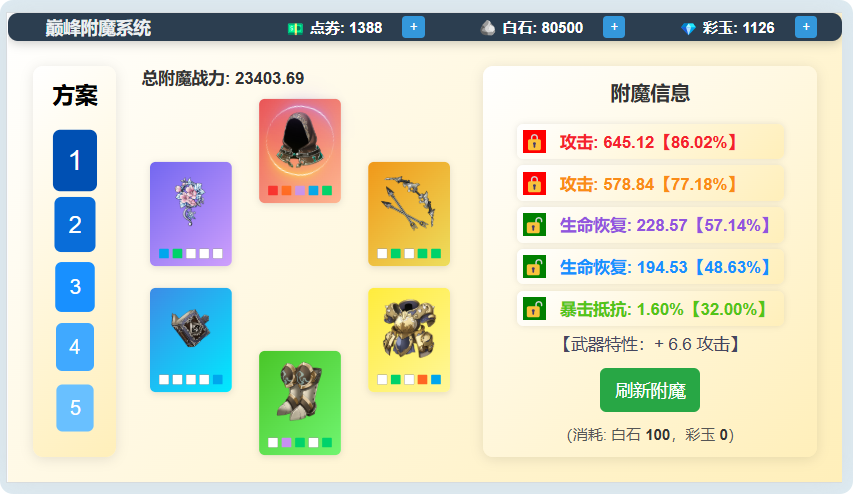 巅峰附魔系统
点券: 1388 +
白石: 80500 +
彩玉: 1126 +
方案
1
2
3
4
5
总附魔战力: 23403.69
附魔信息
攻击: 645.12【86.02%】
攻击: 578.84【77.18%】
生命恢复: 228.57【57.14%】
生命恢复: 194.53【48.63%】
暴击抵抗: 1.60%【32.00%】
【武器特性：+ 6.6 攻击】
刷新附魔
(消耗: 白石 100，彩玉 0)